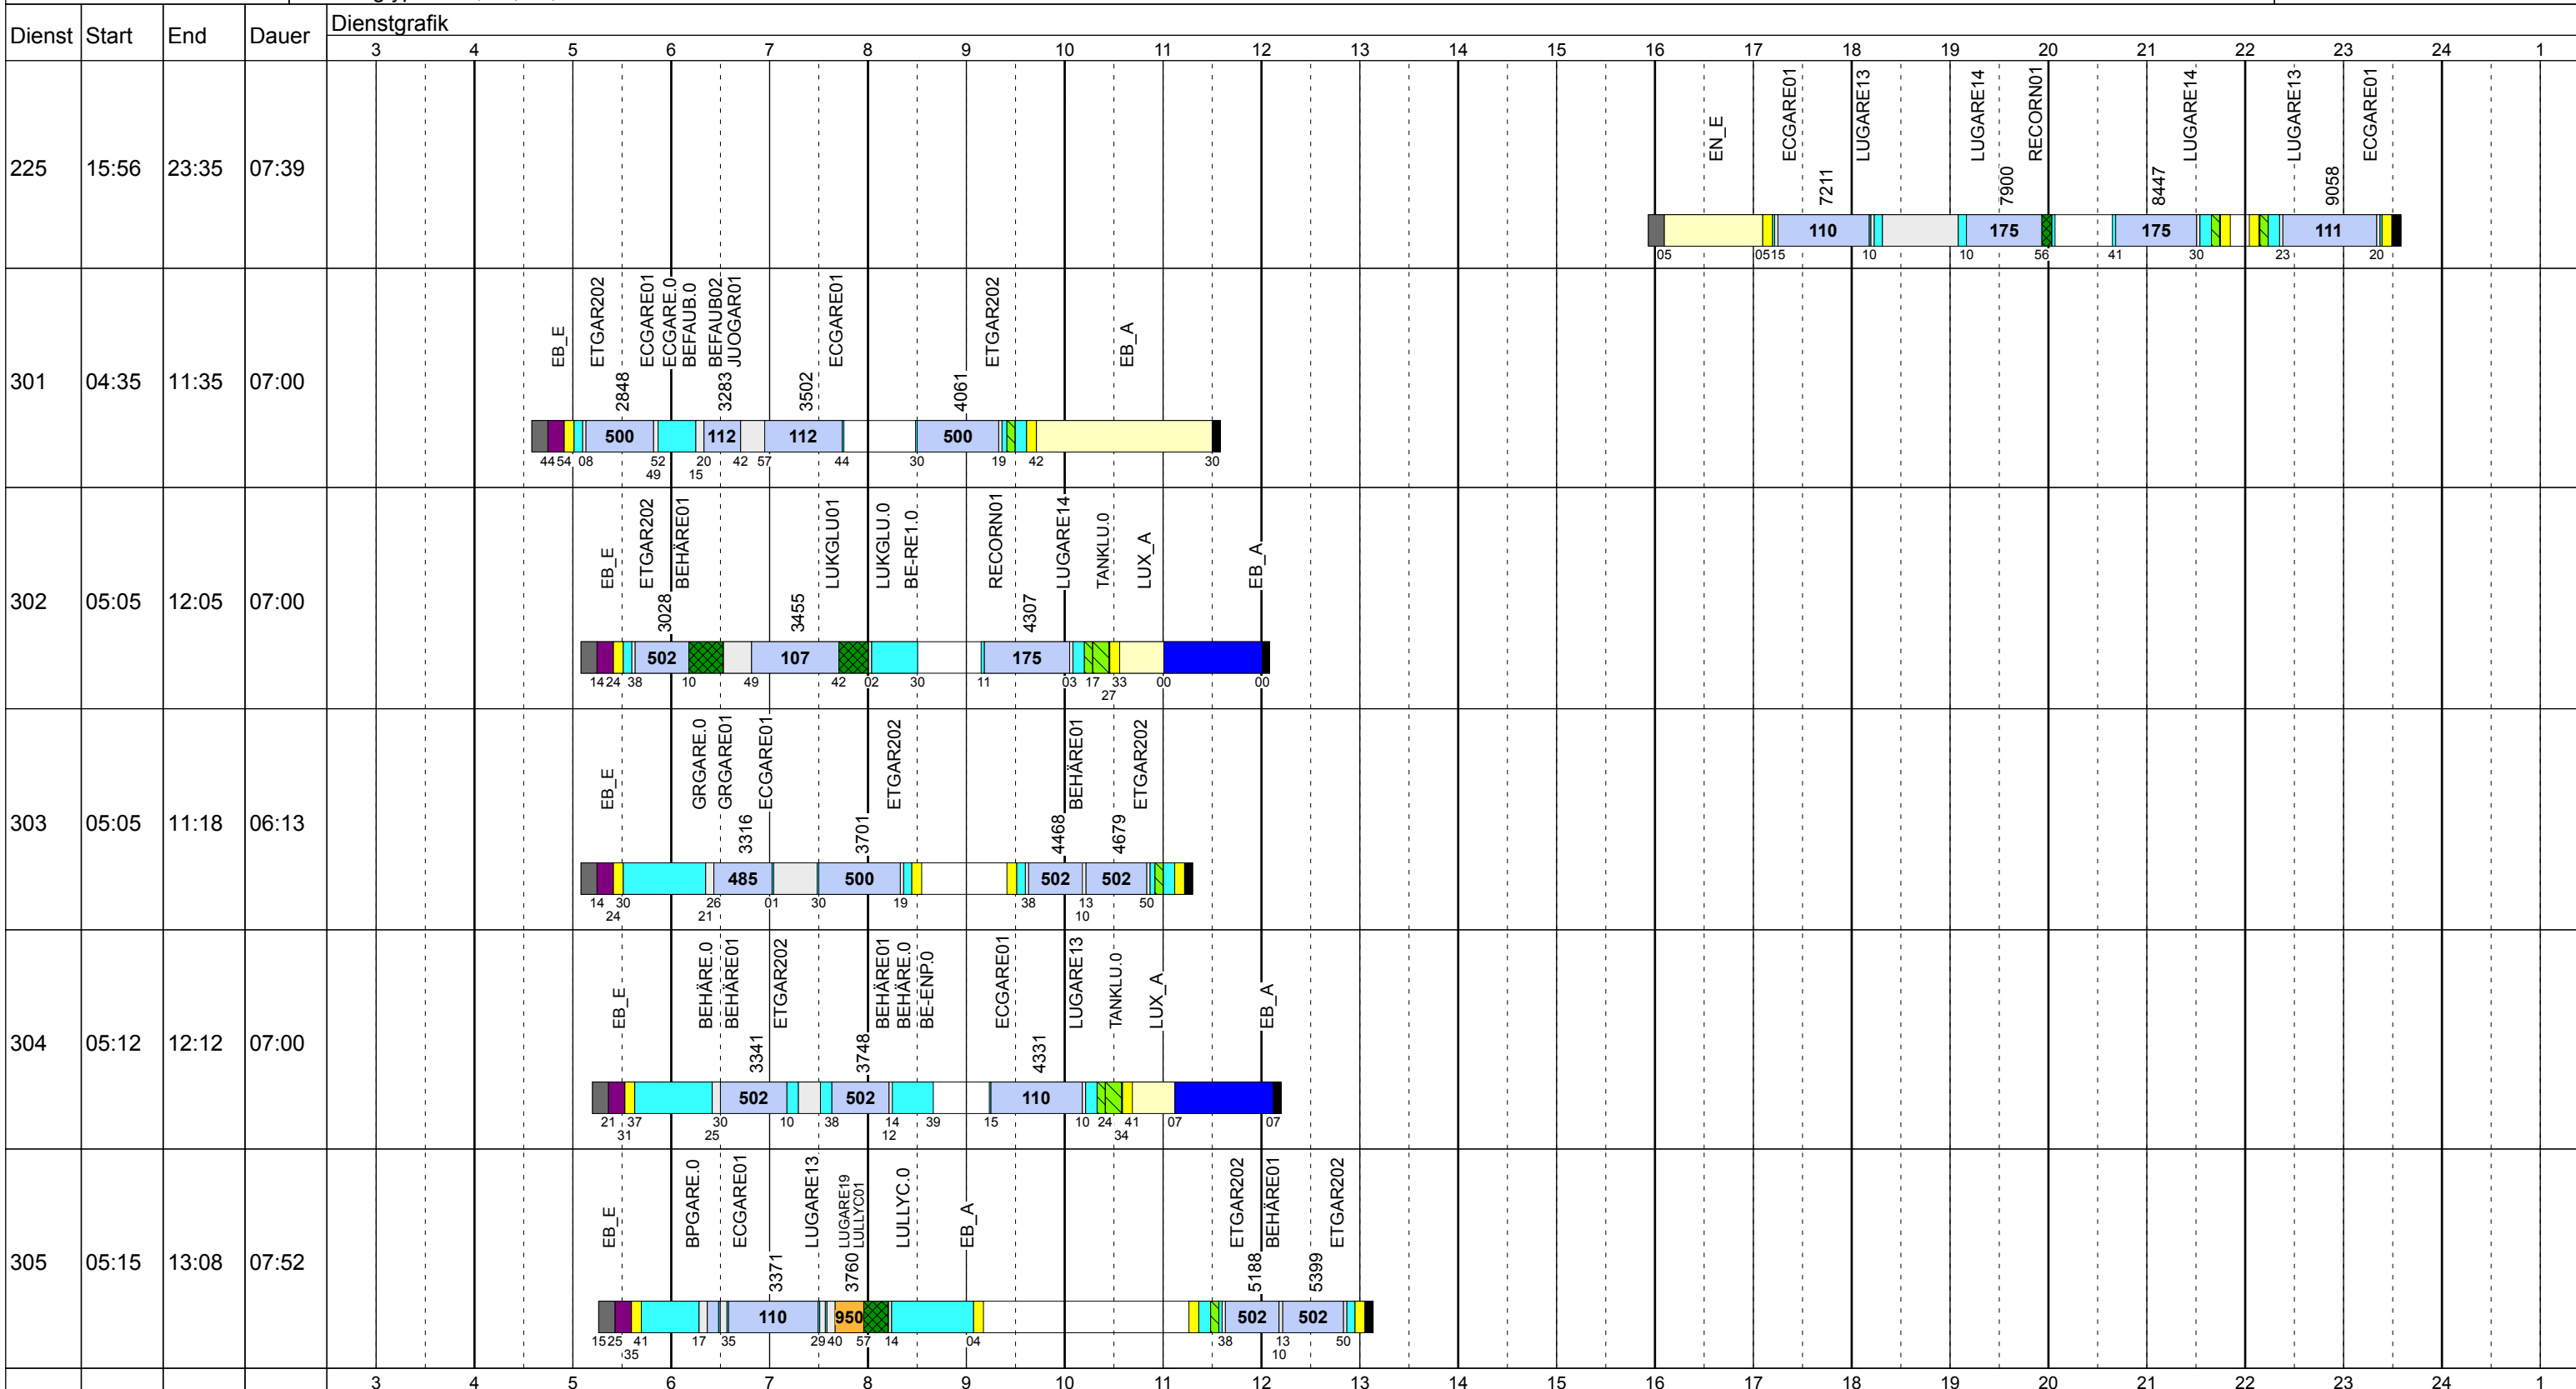 Dienst Start End Dauer Dienstgrafik
3 4 5 6 7 8 9 10 11 12 13 14 15 16 17 18 19 20 21 22 23 24 1
225 15:56 23:35 07:39
EN_E ECGARE01 LUGARE13 LUGARE14 RECORN01 LUGARE14 LUGARE13 ECGARE01
7211 7900 8447 9058
110 175 175 111
05 05 15 10 10 56 41 30 23 20
301 04:35 11:35 07:00
EB_E ETGAR202 ECGARE01 ECGARE.0 BEFAUB.0 BEFAUB02 JUOGAR01 ECGARE01 ETGAR202 EB_A
2848 3283 3502 4061
500 112 112 500
44 54 08 52 20 42 57 44 30 19 42 30
49 15
302 05:05 12:05 07:00
EB_E ETGAR202 BEHÄRE01 LUKGLU01 LUKGLU.0 BE-RE1.0 RECORN01 LUGARE14 TANKLU.0 LUX_A EB_A
3028 3455 4307
502 107 175
14 24 38 10 49 42 02 30 11 03 17 33 00 00
27
303 05:05 11:18 06:13
EB_E GRGARE.0 GRGARE01 ECGARE01 ETGAR202 BEHÄRE01 ETGAR202
3316 3701 4468 4679
485 500 502 502
14 30 26 01 30 19 38 13 50
24 21 10
304 05:12 12:12 07:00
EB_E BEHÄRE.0 BEHÄRE01 ETGAR202 BEHÄRE01 BEHÄRE.0 BE-ENP.0 ECGARE01 LUGARE13 TANKLU.0 LUX_A EB_A
3341 3748 4331
502 502 110
21 37 30 10 38 14 39 15 10 24 41 07 07
31 25 12 34
305 05:15 13:08 07:52
EB_E BPGARE.0 ECGARE01 LUGARE13 LUGARE19 LULLYC01 LULLYC.0 EB_A ETGAR202 BEHÄRE01 ETGAR202
3371 3760 5188 5399
110 950 502 502
15 25 41 17 35 29 40 57 14 04 38 13 50
35 10
3 4 5 6 7 8 9 10 11 12 13 14 15 16 17 18 19 20 21 22 23 24 1